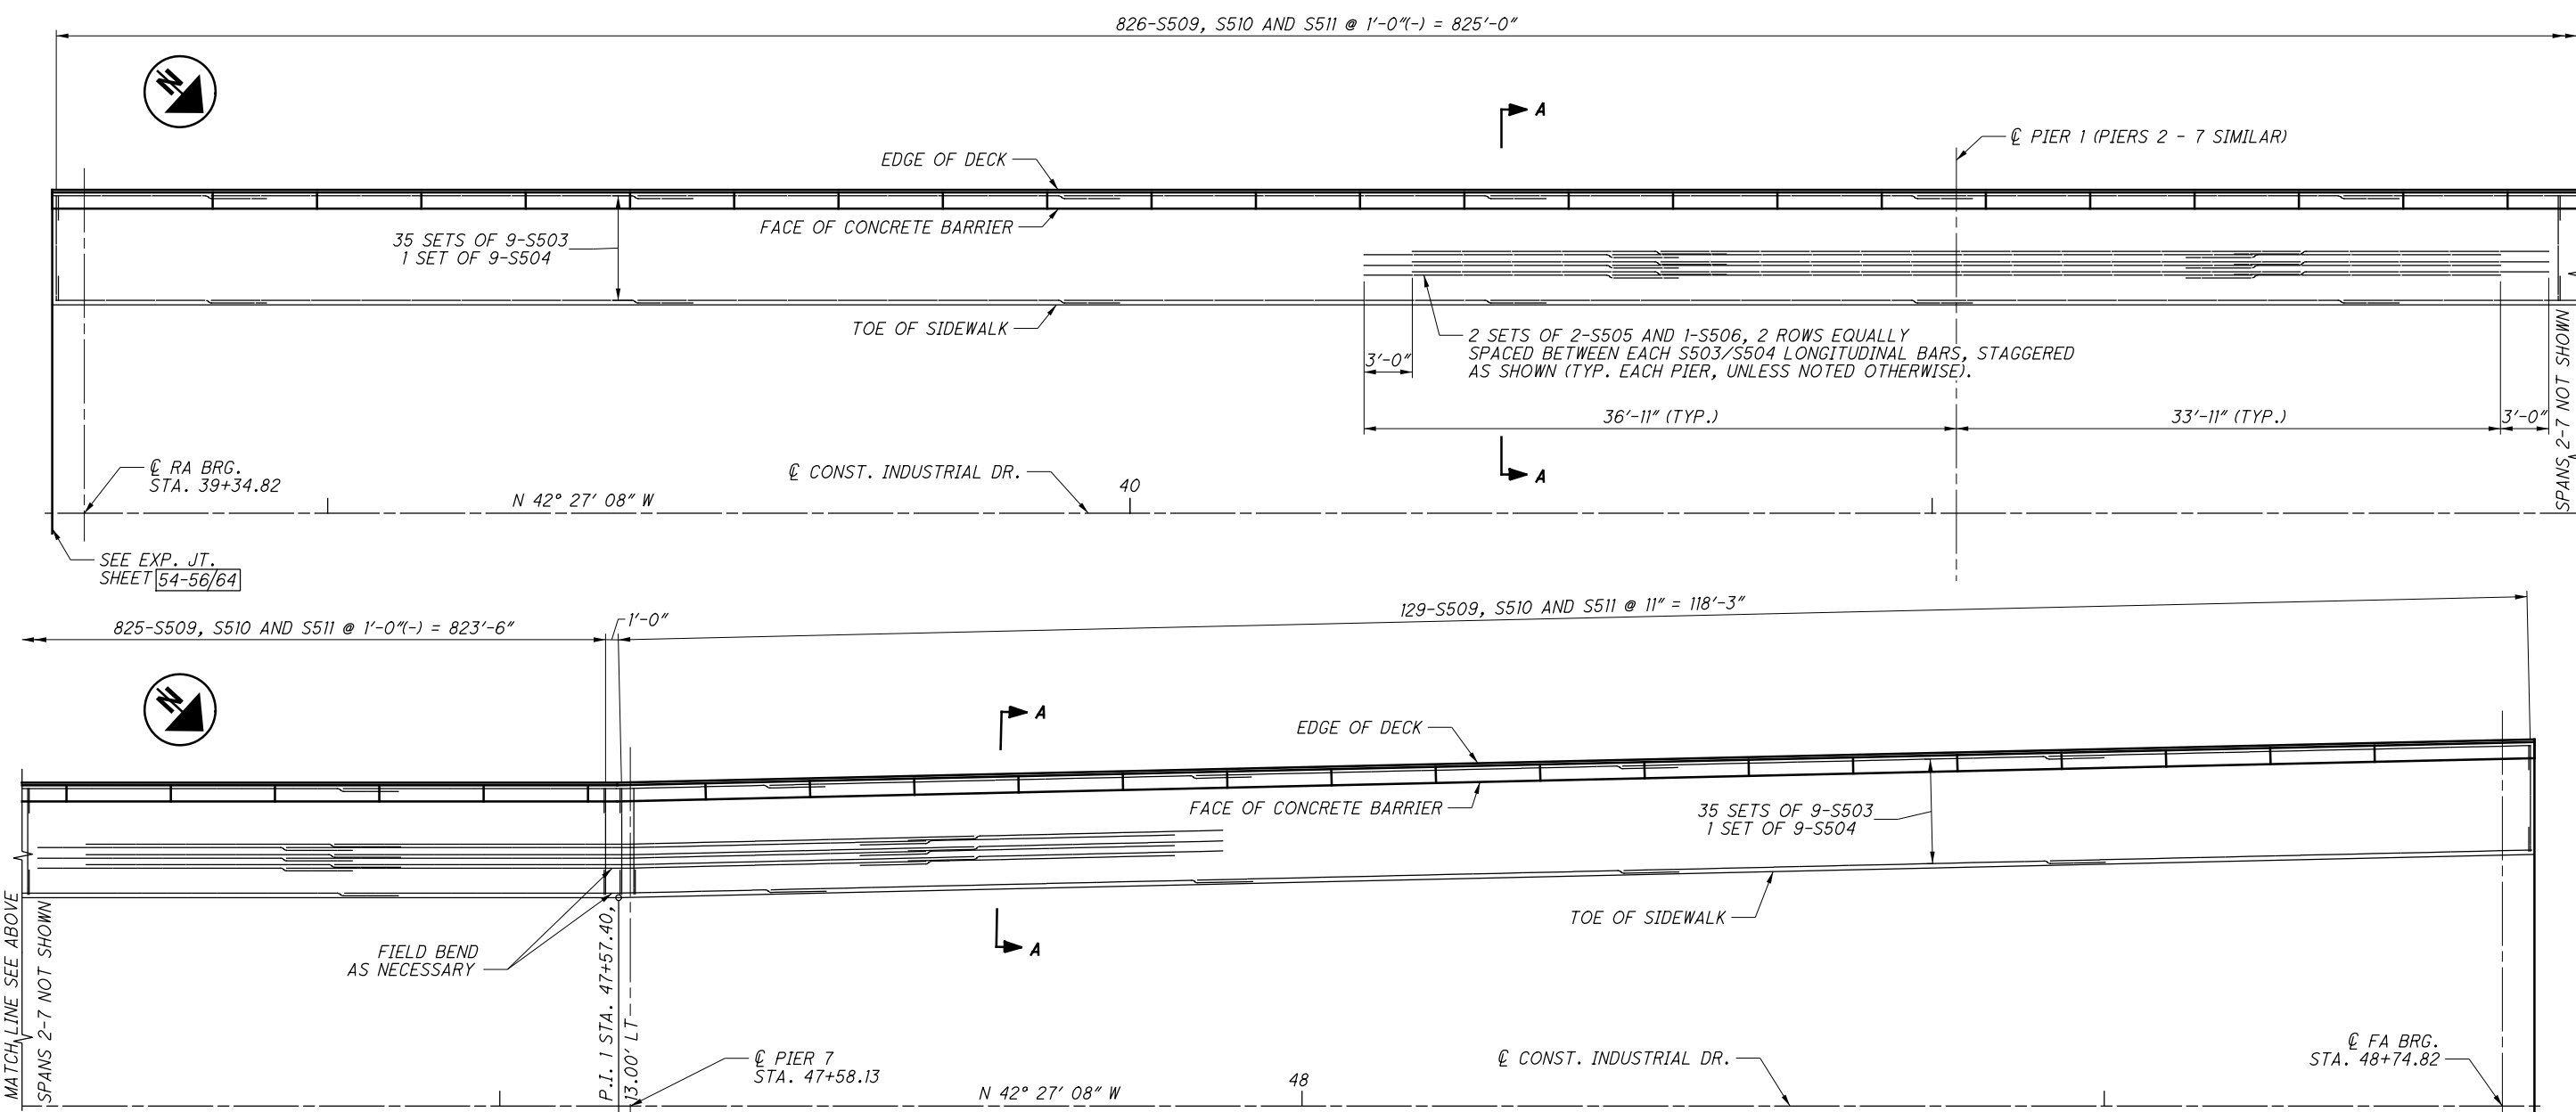 826-S509, S510 AND S511 @ 1'-0"(-) = 825'-0"
N
A
℄ PIER 1 (PIERS 2 - 7 SIMILAR)
EDGE OF DECK
FACE OF CONCRETE BARRIER
35 SETS OF 9-S503
1 SET OF 9-S504
TOE OF SIDEWALK
2 SETS OF 2-S505 AND 1-S506, 2 ROWS EQUALLY
SPACED BETWEEN EACH S503/S504 LONGITUDINAL BARS, STAGGERED
AS SHOWN (TYP. EACH PIER, UNLESS NOTED OTHERWISE).
3'-0"
36'-11" (TYP.)
33'-11" (TYP.)
3'-0"
SPANS 2-7 NOT SHOWN
℄ RA BRG.
STA. 39+34.82
℄ CONST. INDUSTRIAL DR.
40
A
N 42° 27' 08" W
SEE EXP. JT.
SHEET 54-56/64
825-S509, S510 AND S511 @ 1'-0"(-) = 823'-6"
1'-0"
129-S509, S510 AND S511 @ 11" = 118'-3"
N
A
EDGE OF DECK
FACE OF CONCRETE BARRIER
35 SETS OF 9-S503
1 SET OF 9-S504
TOE OF SIDEWALK
FIELD BEND
AS NECESSARY
A
MATCH LINE SEE ABOVE
SPANS 2-7 NOT SHOWN
P.I. 1 STA. 47+57.40,
13.00' LT
℄ PIER 7
STA. 47+58.13
N 42° 27' 08" W
48
℄ CONST. INDUSTRIAL DR.
℄ FA BRG.
STA. 48+74.82